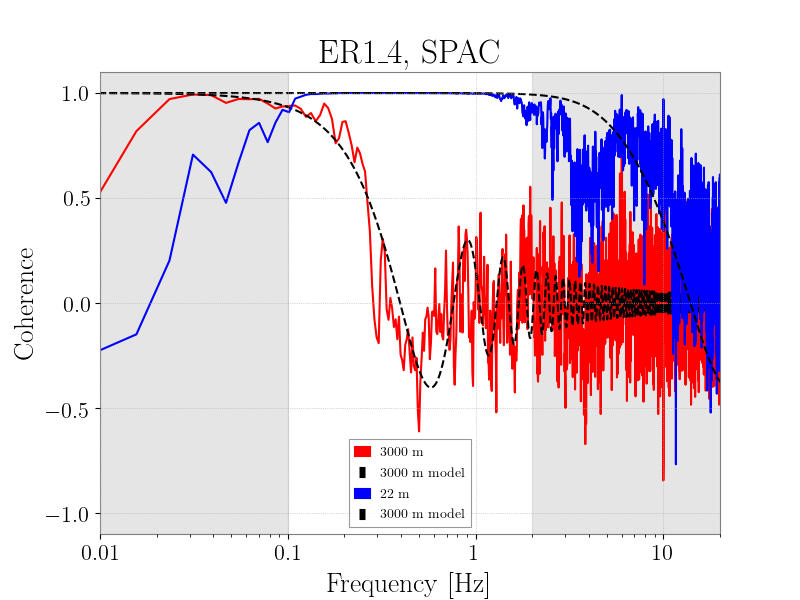 ER1_4, SPAC
Coherence
1.0
0.5
0.0
−0.5
−1.0
3000 m
3000 m model
22 m
3000 m model
0.01
0.1
1
10
Frequency [Hz]